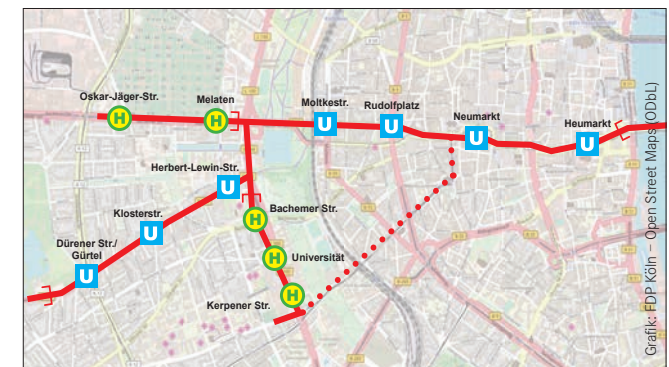 Oskar-Jäger-Str.
Melaten
Moltkestr.
Rudolfplatz
Neumarkt
Heumarkt
H
H
U
U
U
U
Herbert-Lewin-Str.
U
Klosterstr.
U
Dürener Str./
Gürtel
U
Bachemer Str.
H
Universität
H
Kerpener Str.
H
Grafik: FDP Köln – Open Street Maps (ODbL)